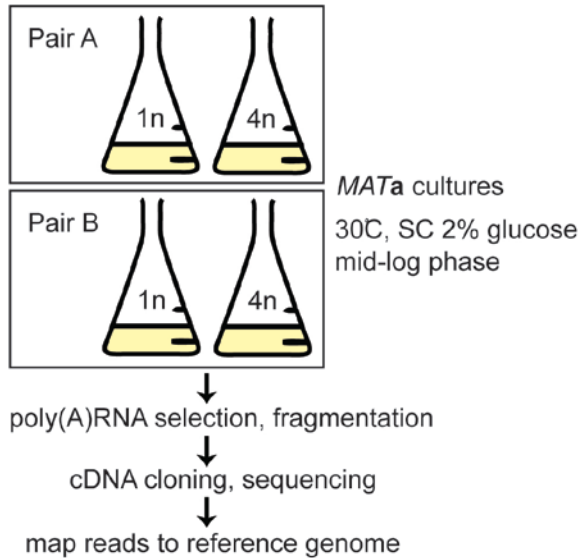 Pair A
1n
4n
Pair B
1n
4n
MATa cultures
30℃, SC 2% glucose
mid-log phase
poly(A)RNA selection, fragmentation
cDNA cloning, sequencing
map reads to reference genome